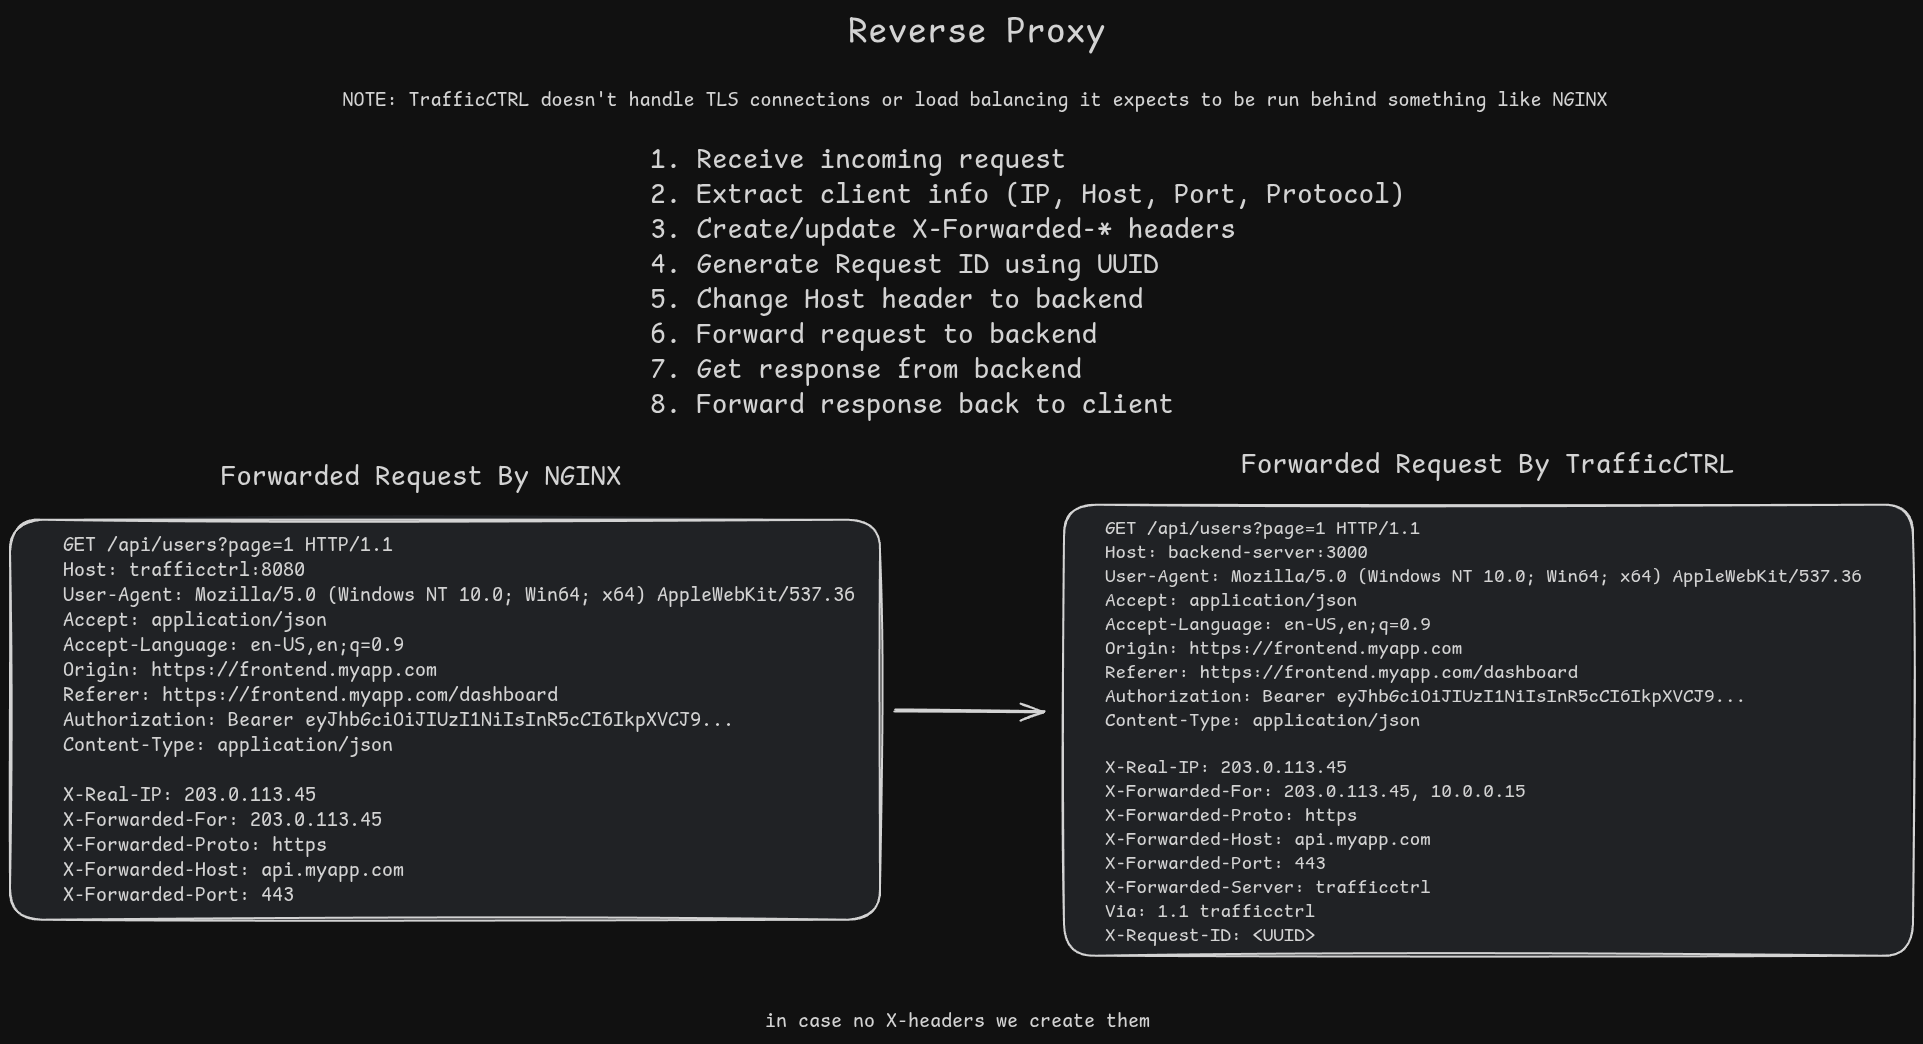 Reverse Proxy
NOTE: TrafficCTRL doesn't handle TLS connections or load balancing it expects to be run behind something like NGINX
1. Receive incoming request
2. Extract client info (IP, Host, Port, Protocol)
3. Create/update X-Forwarded-* headers
4. Generate Request ID using UUID
5. Change Host header to backend
6. Forward request to backend
7. Get response from backend
8. Forward response back to client
Forwarded Request By NGINX
GET /api/users?page=1 HTTP/1.1
Host: trafficctrl:8080
User-Agent: Mozilla/5.0 (Windows NT 10.0; Win64; x64) AppleWebKit/537.36
Accept: application/json
Accept-Language: en-US,en;q=0.9
Origin: https://frontend.myapp.com
Referer: https://frontend.myapp.com/dashboard
Authorization: Bearer eyJhbGciOiJIUzI1NiIsInR5cCI6IkpXVCJ9...
Content-Type: application/json
X-Real-IP: 203.0.113.45
X-Forwarded-For: 203.0.113.45
X-Forwarded-Proto: https
X-Forwarded-Host: api.myapp.com
X-Forwarded-Port: 443
Forwarded Request By TrafficCTRL
GET /api/users?page=1 HTTP/1.1
Host: backend-server:3000
User-Agent: Mozilla/5.0 (Windows NT 10.0; Win64; x64) AppleWebKit/537.36
Accept: application/json
Accept-Language: en-US,en;q=0.9
Origin: https://frontend.myapp.com
Referer: https://frontend.myapp.com/dashboard
Authorization: Bearer eyJhbGciOiJIUzI1NiIsInR5cCI6IkpXVCJ9...
Content-Type: application/json
X-Real-IP: 203.0.113.45
X-Forwarded-For: 203.0.113.45, 10.0.0.15
X-Forwarded-Proto: https
X-Forwarded-Host: api.myapp.com
X-Forwarded-Port: 443
X-Forwarded-Server: trafficctrl
Via: 1.1 trafficctrl
X-Request-ID: <UUID>
in case no X-headers we create them